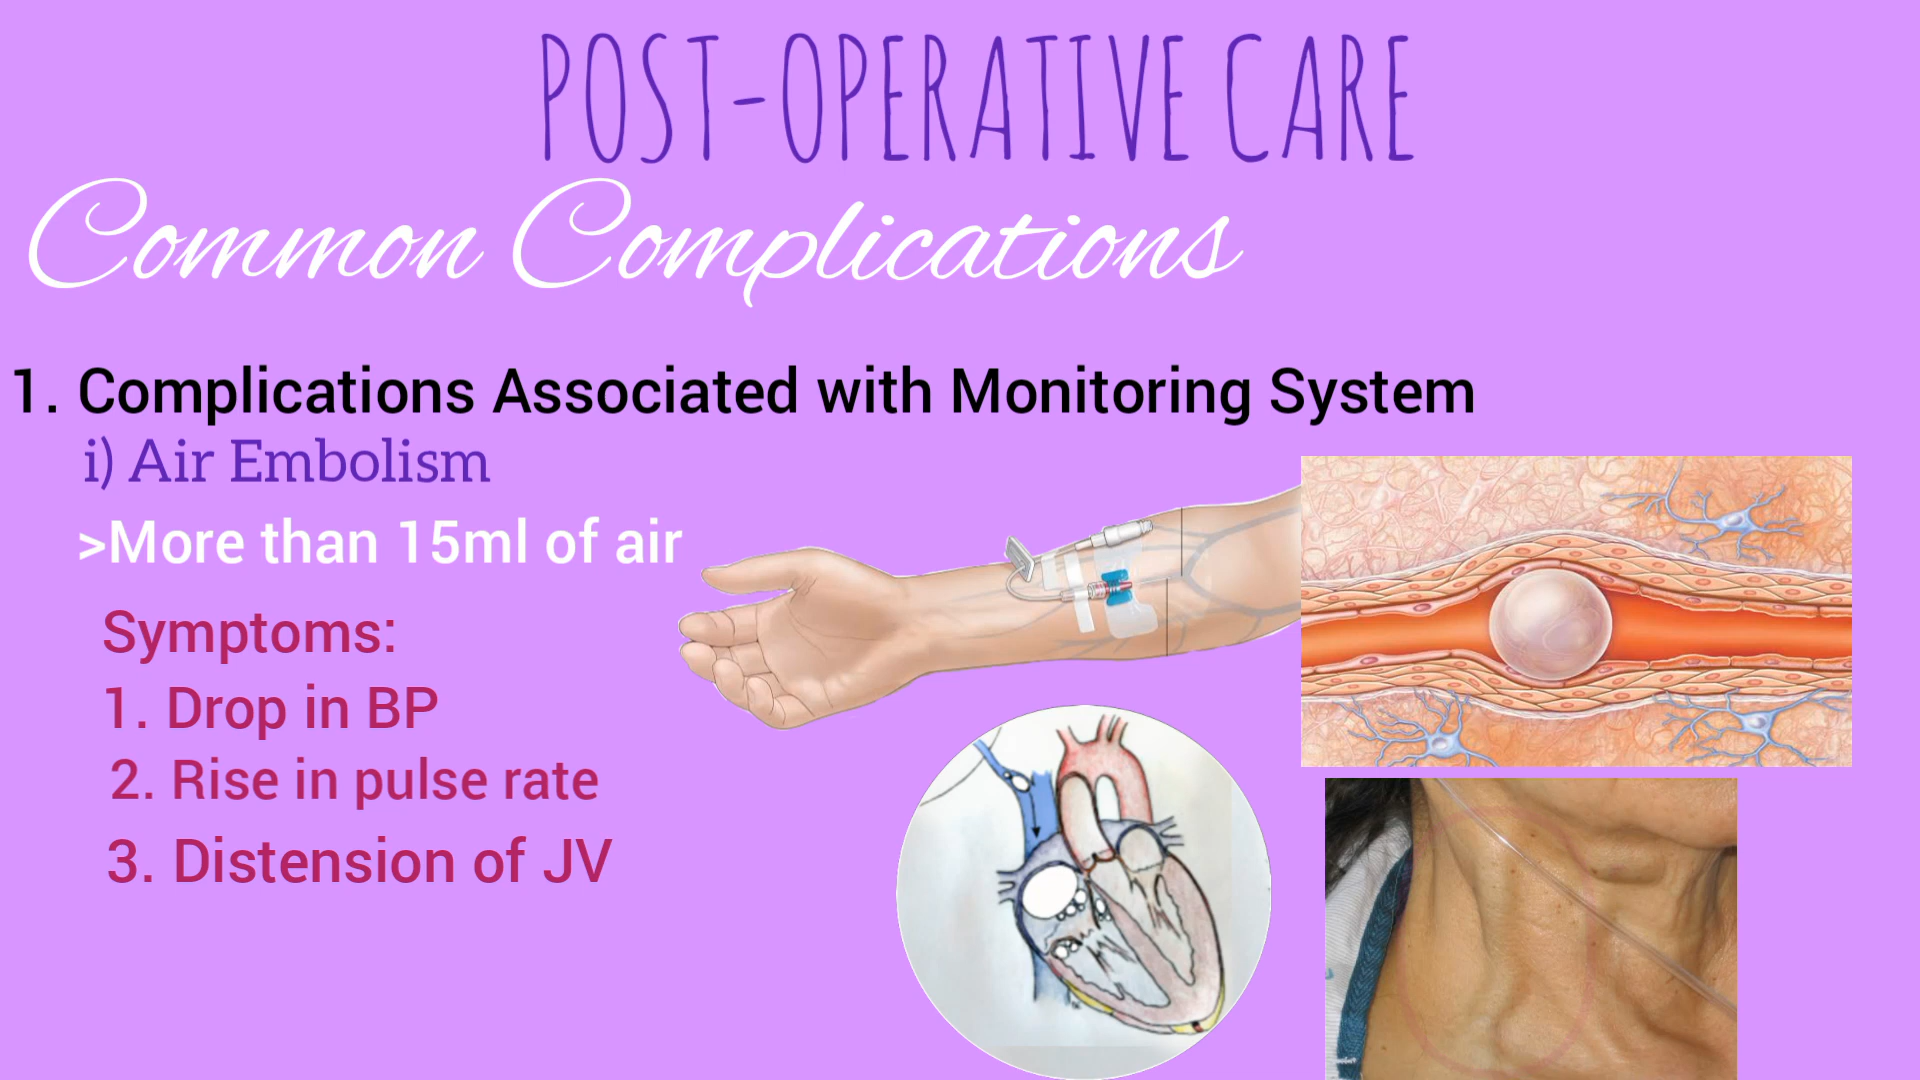 POST-OPERATIVE CARE
Common Complications
1. Complications Associated with Monitoring System
i) Air Embolism
>More than 15ml of air
Symptoms:
1. Drop in BP
2. Rise in pulse rate
3. Distension of JV